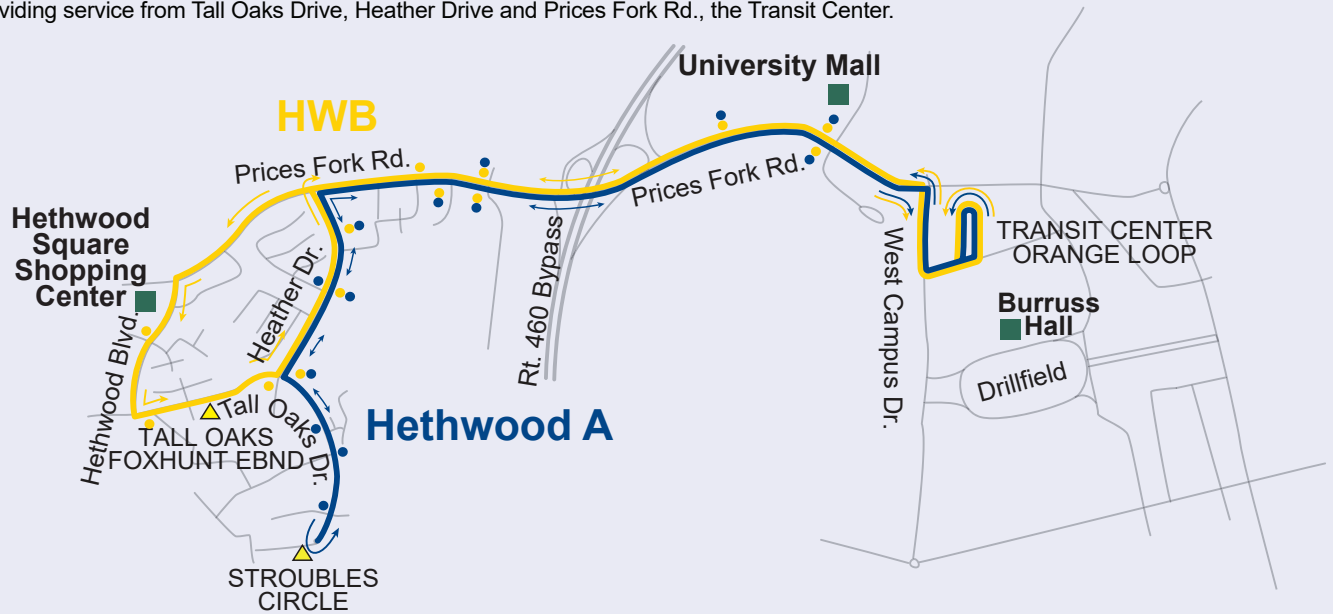 viding service from Tall Oaks Drive, Heather Drive and Prices Fork Rd., the Transit Center.
University Mall
HWB
Prices Fork Rd.
Prices Fork Rd.
Hethwood
Square
Shopping
Center
TRANSIT CENTER
ORANGE LOOP
Heather Dr.
Rt. 460 Bypass
West Campus Dr.
Burruss
Hall
Drillfield
Hethwood Blvd.
Tall Oaks Dr.
Hethwood A
TALL OAKS
FOXHUNT EBND
STROUBLES
CIRCLE